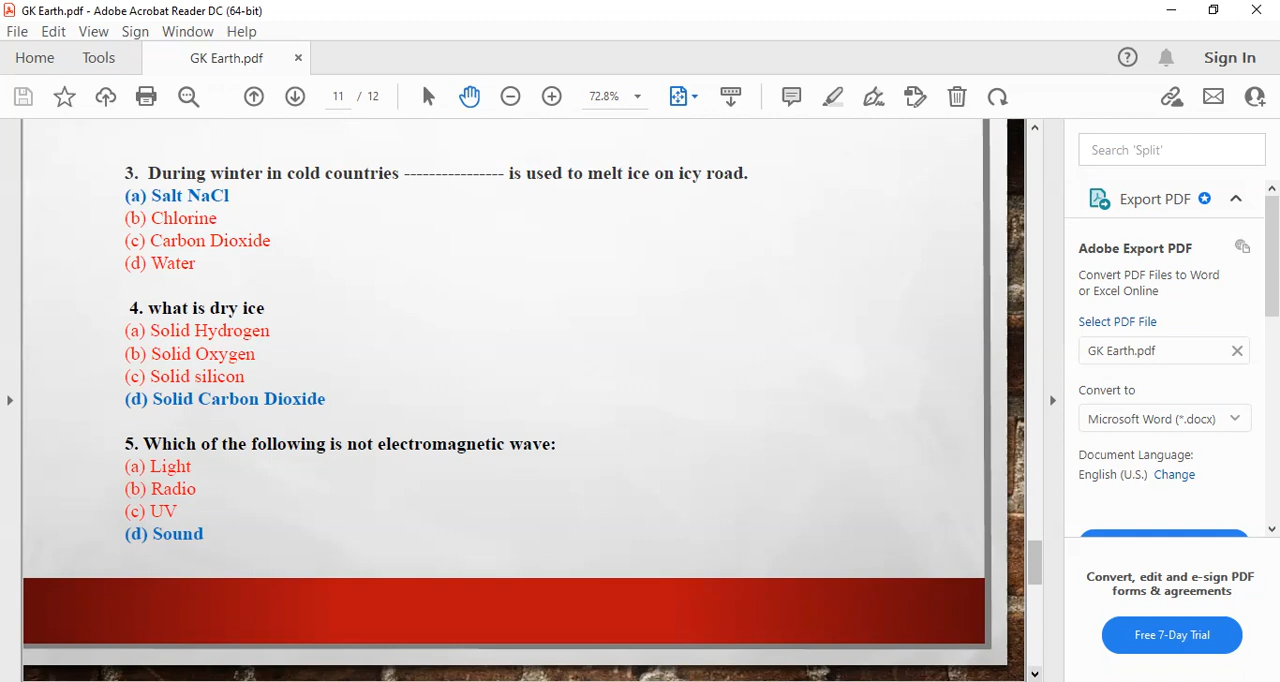 GK Earth.pdf - Adobe Acrobat Reader DC (64-bit)
File Edit View Sign Window Help
Home Tools GK Earth.pdf × Sign In
11 / 12 72.8%
3. During winter in cold countries ---------------- is used to melt ice on icy road.
(a) Salt NaCl
(b) Chlorine
(c) Carbon Dioxide
(d) Water
4. what is dry ice
(a) Solid Hydrogen
(b) Solid Oxygen
(c) Solid silicon
(d) Solid Carbon Dioxide
5. Which of the following is not electromagnetic wave:
(a) Light
(b) Radio
(c) UV
(d) Sound
Search 'Split'
Export PDF
Adobe Export PDF
Convert PDF Files to Word
or Excel Online
Select PDF File
GK Earth.pdf
Convert to
Microsoft Word (*.docx)
Document Language:
English (U.S.) Change
Convert, edit and e-sign PDF
forms & agreements
Free 7-Day Trial